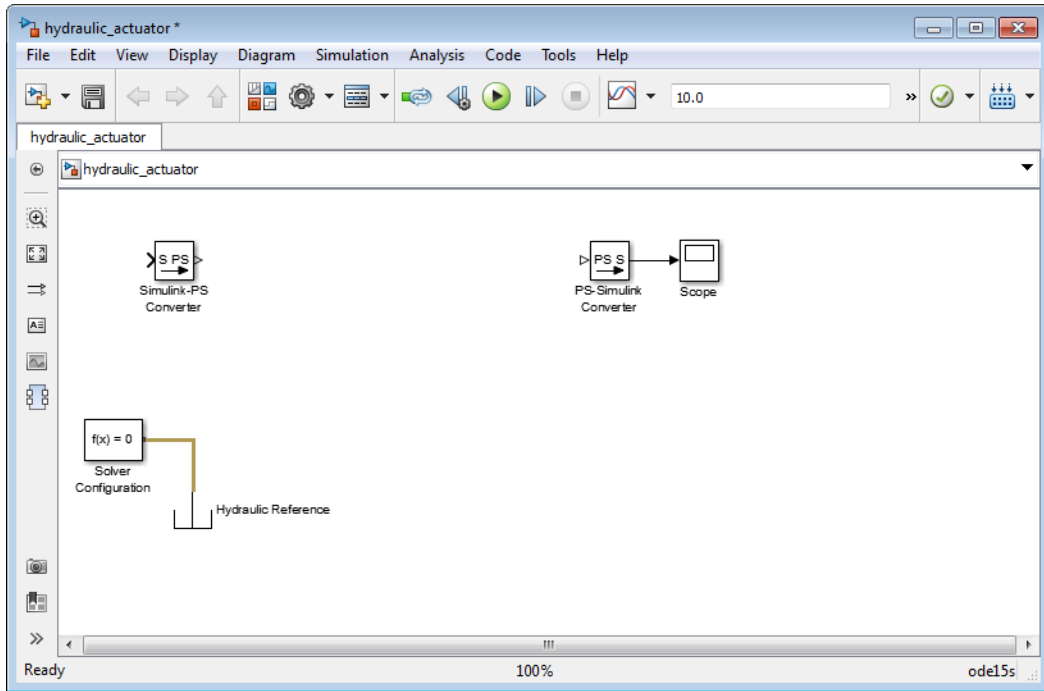 hydraulic_actuator *
File Edit View Display Diagram Simulation Analysis Code Tools Help
10.0 »
hydraulic_actuator
hydraulic_actuator
S PS
Simulink-PS
Converter
PS S
PS-Simulink
Converter
Scope
f(x) = 0
Solver
Configuration
Hydraulic Reference
Ready 100% ode15s